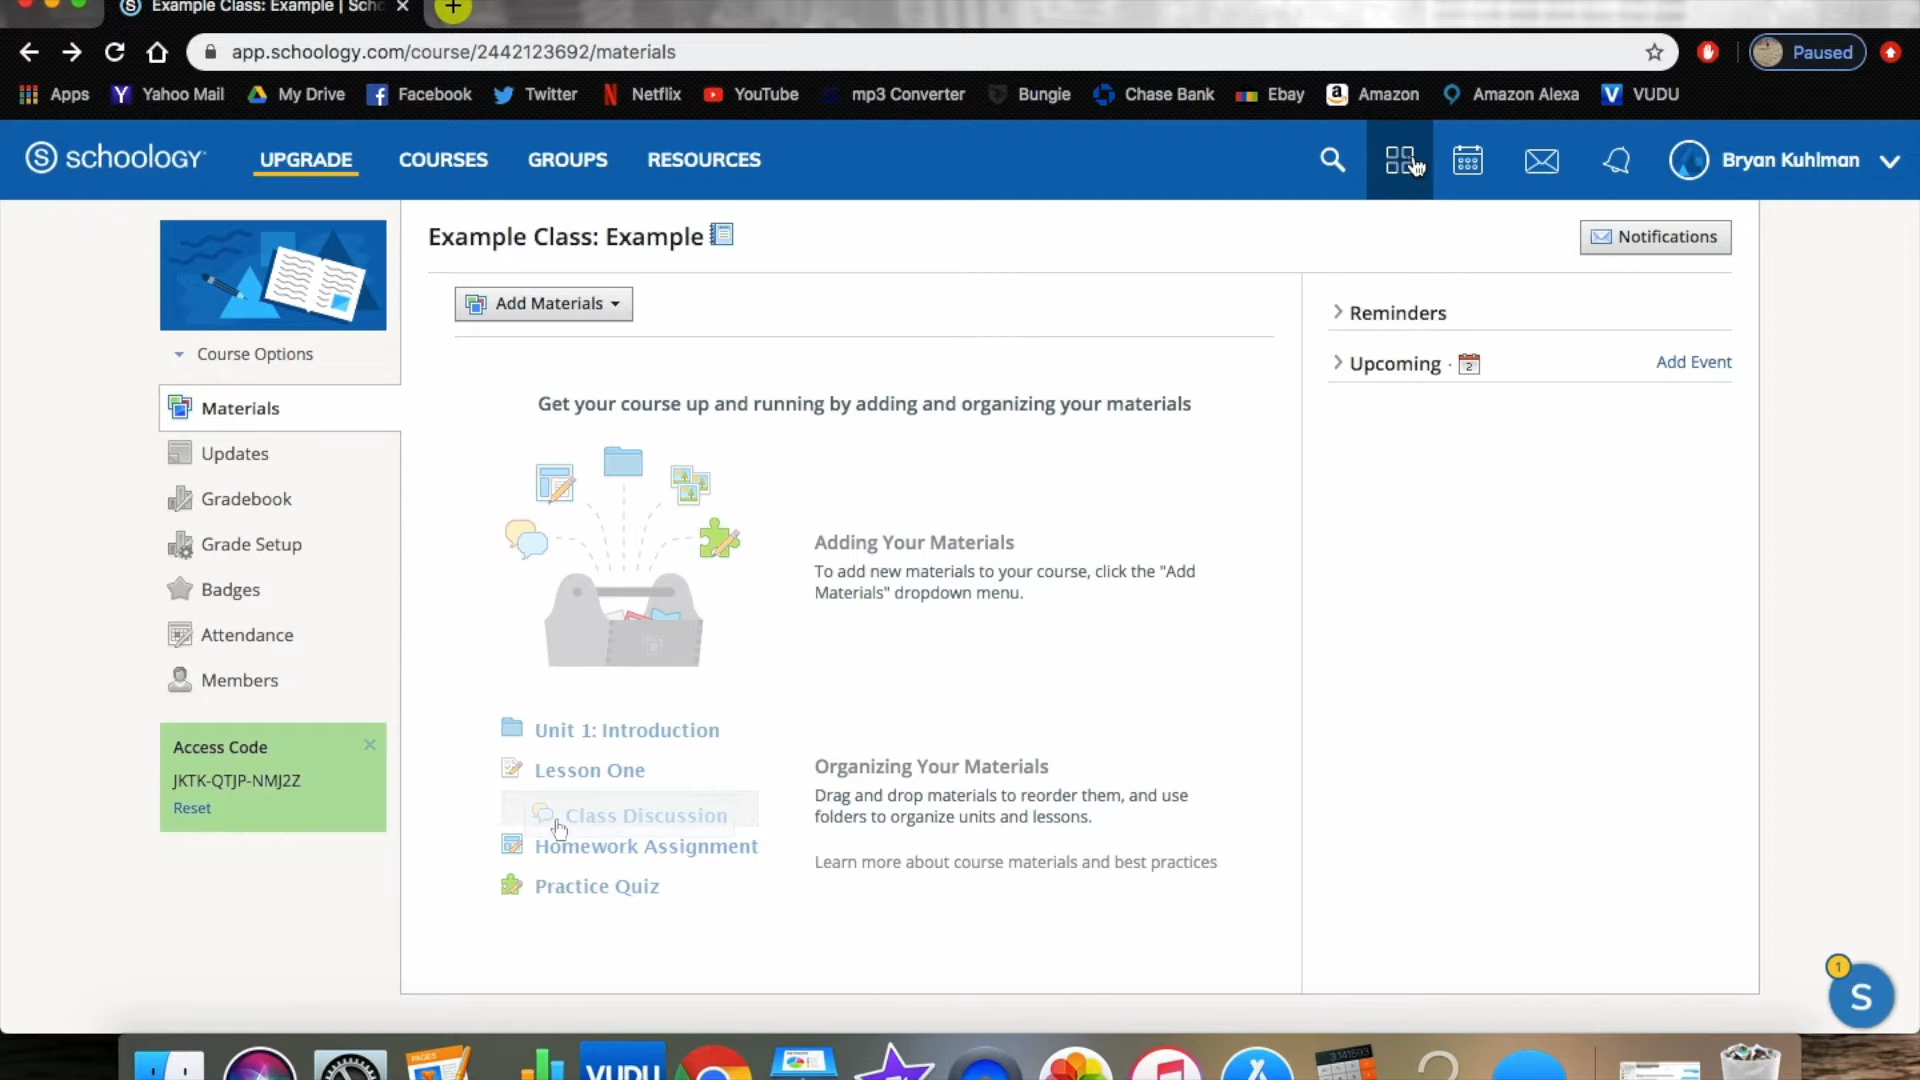 Example Class: Example | Scho
app.schoology.com/course/2442123692/materials
Paused
Apps
Yahoo Mail
My Drive
Facebook
Twitter
Netflix
YouTube
mp3 Converter
Bungie
Chase Bank
Ebay
Amazon
Amazon Alexa
VUDU
schoology
UPGRADE
COURSES
GROUPS
RESOURCES
Bryan Kuhlman
Example Class: Example
Notifications
Course Options
Materials
Updates
Gradebook
Grade Setup
Badges
Attendance
Members
Access Code
JKTK-QTJP-NMJ2Z
Reset
Add Materials
Get your course up and running by adding and organizing your materials
Adding Your Materials
To add new materials to your course, click the "Add
Materials" dropdown menu.
Unit 1: Introduction
Lesson One
Class Discussion
Homework Assignment
Practice Quiz
Organizing Your Materials
Drag and drop materials to reorder them, and use
folders to organize units and lessons.
Learn more about course materials and best practices
Reminders
Upcoming · 2
Add Event
1
S
PAGES
VUDU
3.141593